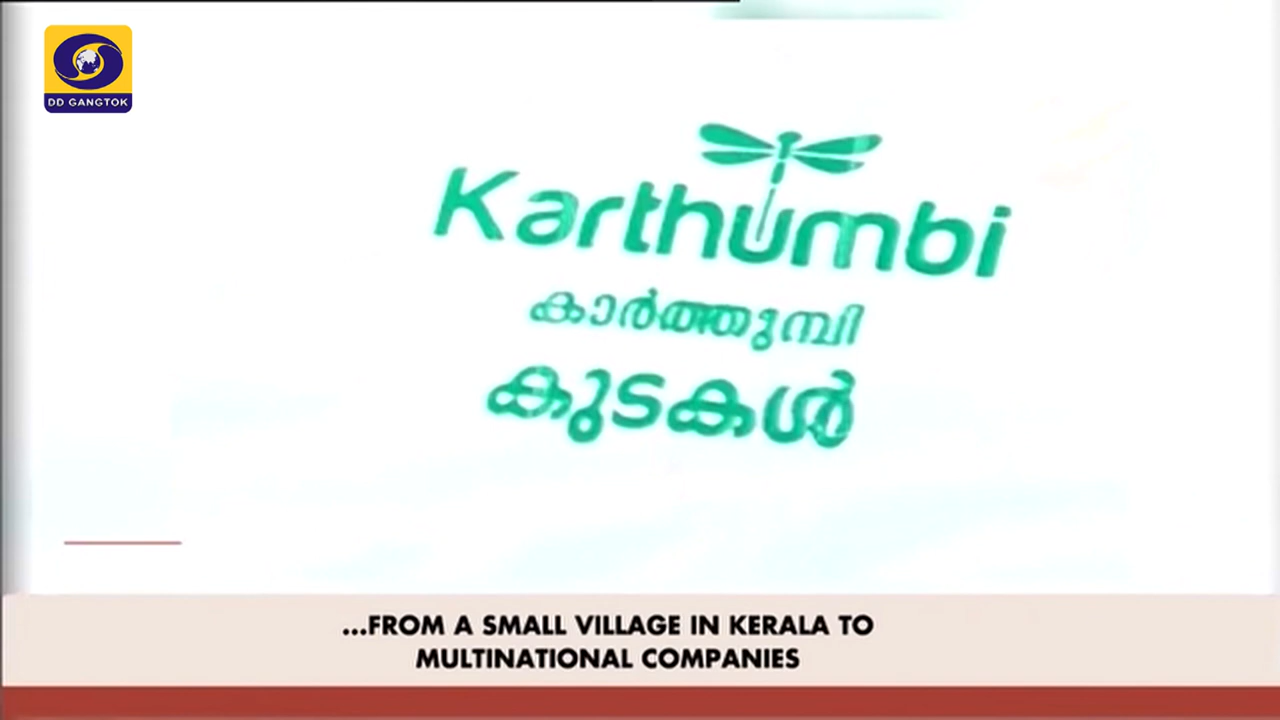 DD GANGTOK
Karthumbi
കാർത്തുമ്പി
കുടകൾ
...FROM A SMALL VILLAGE IN KERALA TO
MULTINATIONAL COMPANIES